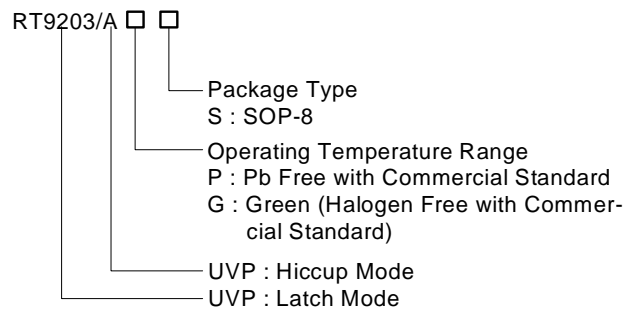 RT9203/A
Package Type
S : SOP-8
Operating Temperature Range
P : Pb Free with Commercial Standard
G : Green (Halogen Free with Commer-
cial Standard)
UVP : Hiccup Mode
UVP : Latch Mode